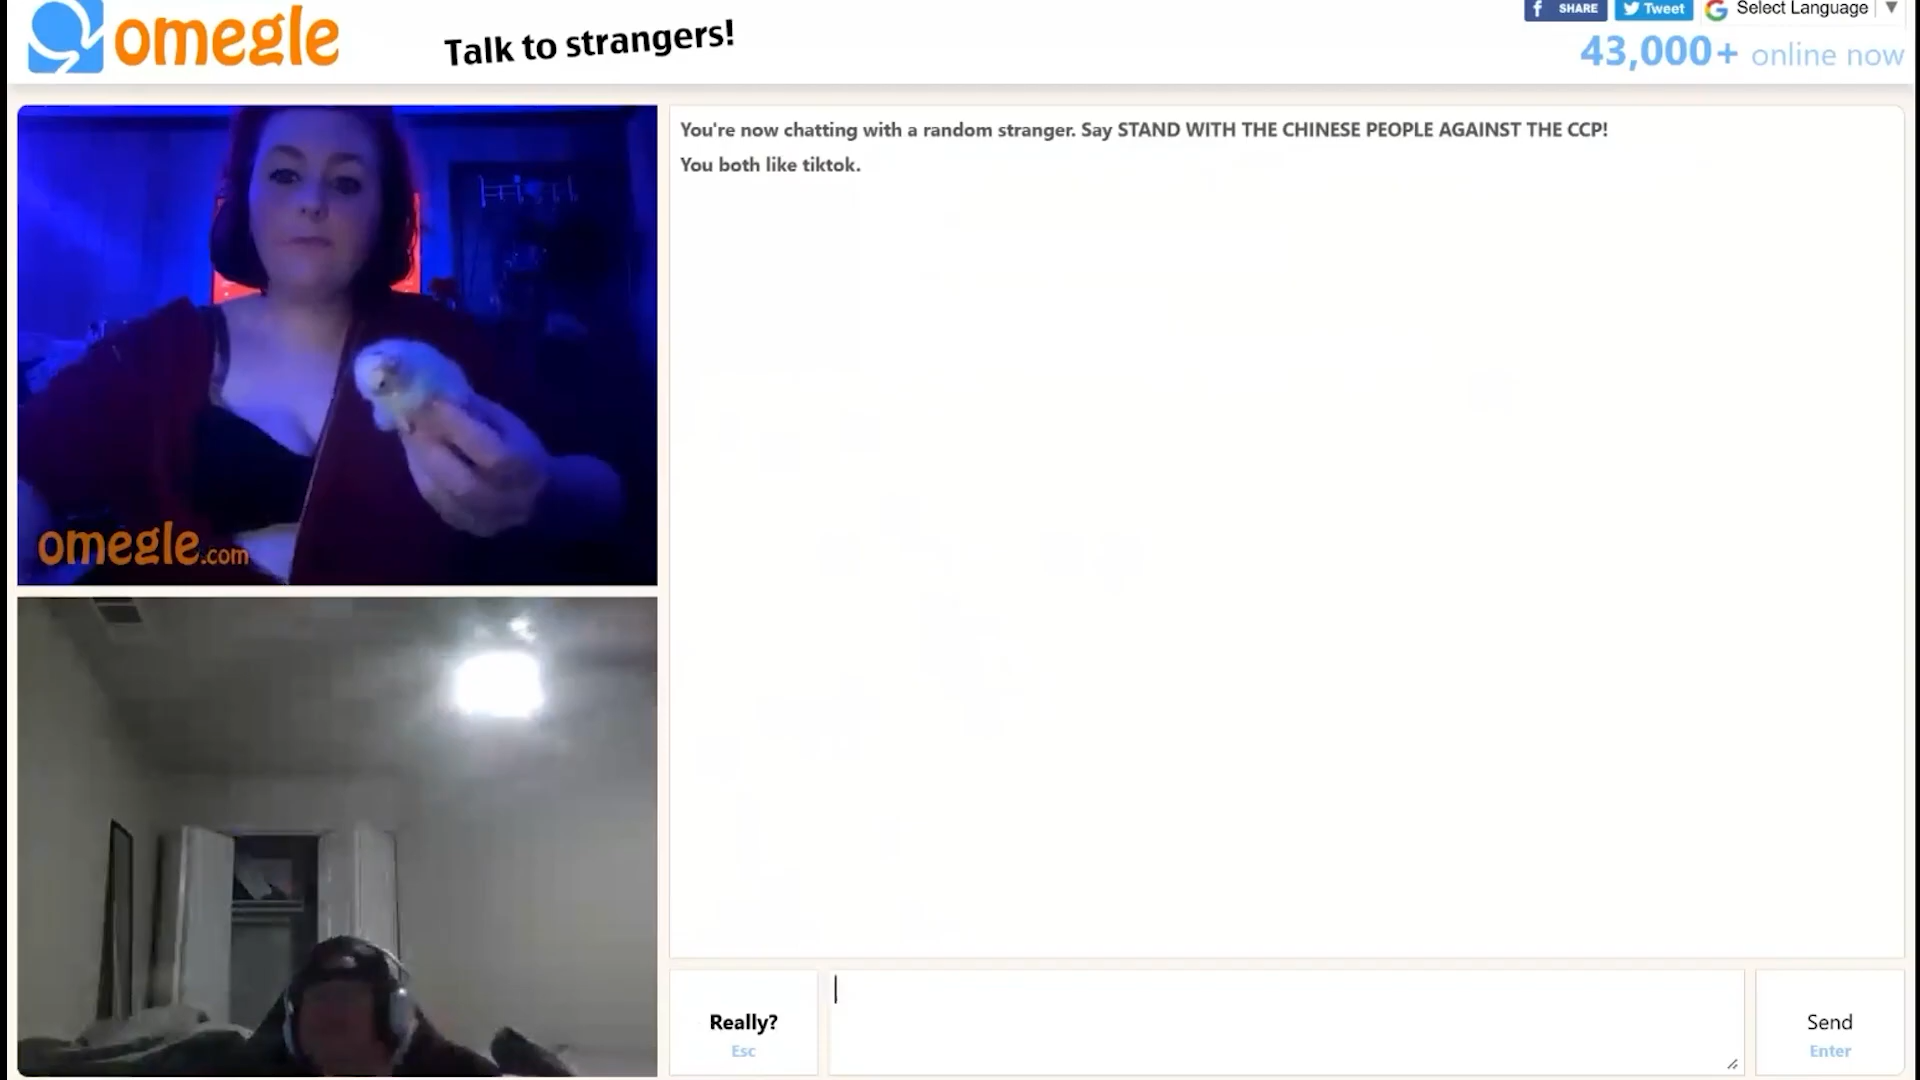 omegle
Talk to strangers!
f SHARE
Tweet
G Select Language ▼
43,000+ online now
You're now chatting with a random stranger. Say STAND WITH THE CHINESE PEOPLE AGAINST THE CCP!
You both like tiktok.
omegle.com
Really?
Esc
Send
Enter